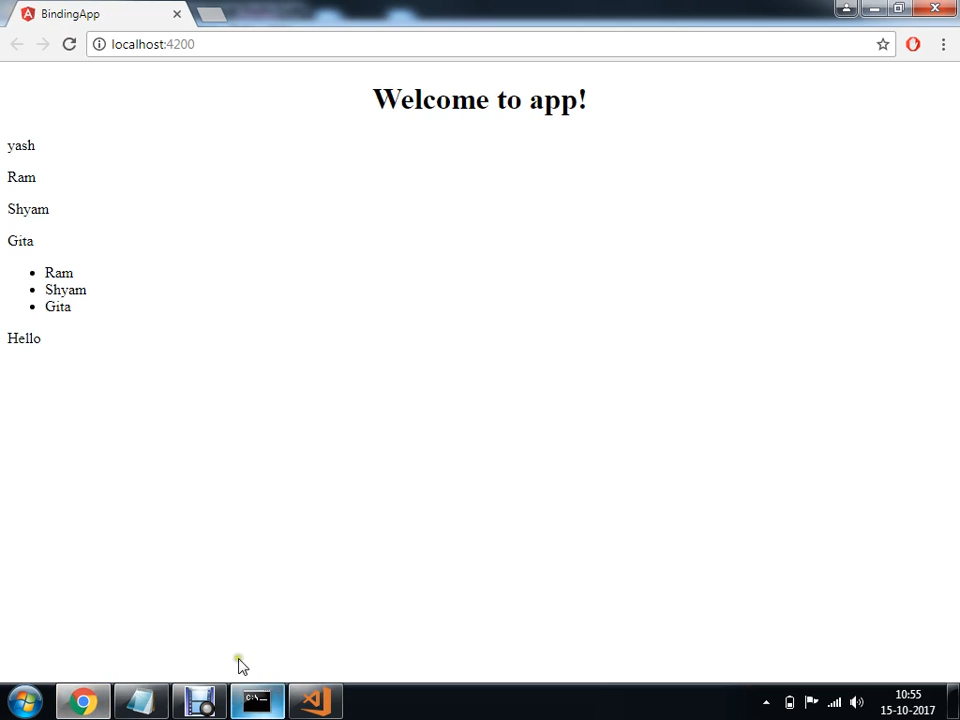 BindingApp
localhost:4200
Welcome to app!
yash
Ram
Shyam
Gita
Ram
Shyam
Gita
Hello
10:55
15-10-2017